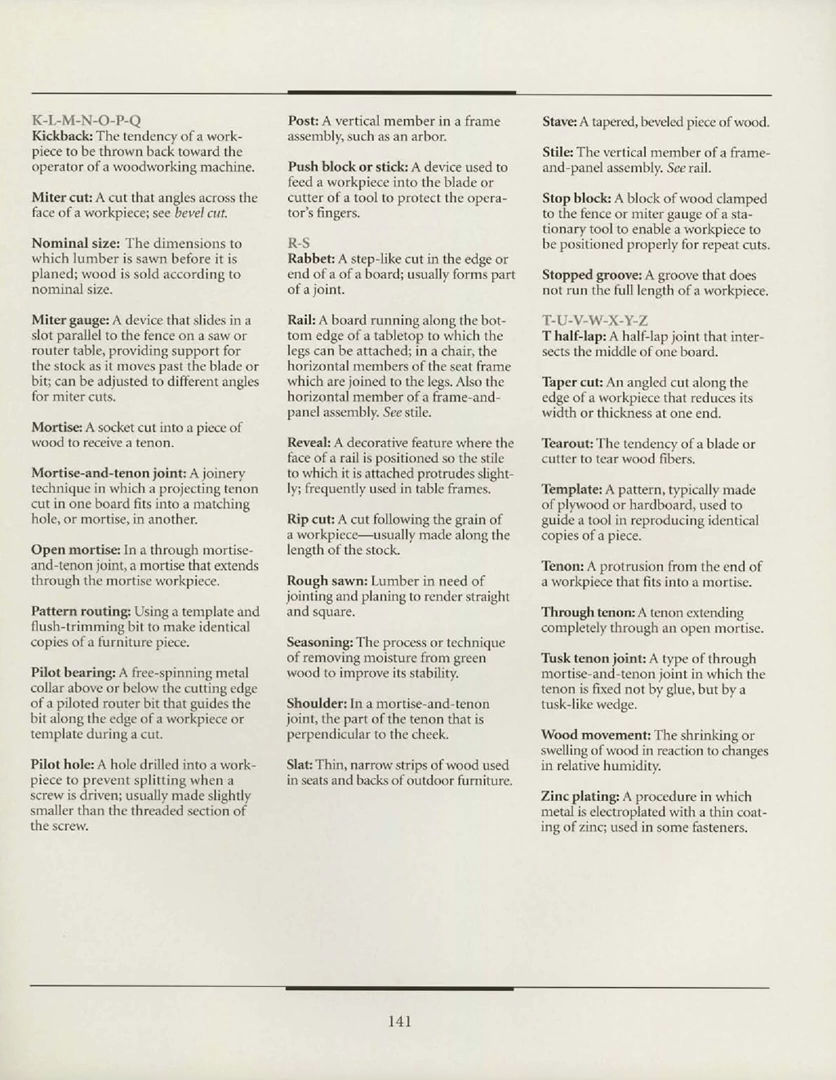 K-L-M-N-O-P-Q
Kickback: The tendency of a work-
piece to be thrown back toward the
operator of a woodworking machine.
Miter cut: A cut that angles across the
face of a workpiece; see bevel cut.
Nominal size: The dimensions to
which lumber is sawn before it is
planed; wood is sold according to
nominal size.
Miter gauge: A device that slides in a
slot parallel to the fence on a saw or
router table, providing support for
the stock as it moves past the blade or
bit; can be adjusted to different angles
for miter cuts.
Mortise: A socket cut into a piece of
wood to receive a tenon.
Mortise-and-tenon joint: A joinery
technique in which a projecting tenon
cut in one board fits into a matching
hole, or mortise, in another.
Open mortise: In a through mortise-
and-tenon joint, a mortise that extends
through the mortise workpiece.
Pattern routing: Using a template and
flush-trimming bit to make identical
copies of a furniture piece.
Pilot bearing: A free-spinning metal
collar above or below the cutting edge
of a piloted router bit that guides the
bit along the edge of a workpiece or
template during a cut.
Pilot hole: A hole drilled into a work-
piece to prevent splitting when a
screw is driven; usually made slightly
smaller than the threaded section of
the screw.
Post: A vertical member in a frame
assembly, such as an arbor.
Push block or stick: A device used to
feed a workpiece into the blade or
cutter of a tool to protect the opera-
tor's fingers.
R-S
Rabbet: A step-like cut in the edge or
end of a of a board; usually forms part
of a joint.
Rail: A board running along the bot-
tom edge of a tabletop to which the
legs can be attached; in a chair, the
horizontal members of the seat frame
which are joined to the legs. Also the
horizontal member of a frame-and-
panel assembly. See stile.
Reveal: A decorative feature where the
face of a rail is positioned so the stile
to which it is attached protrudes slight-
ly; frequently used in table frames.
Rip cut: A cut following the grain of
a workpiece—usually made along the
length of the stock.
Rough sawn: Lumber in need of
jointing and planing to render straight
and square.
Seasoning: The process or technique
of removing moisture from green
wood to improve its stability.
Shoulder: In a mortise-and-tenon
joint, the part of the tenon that is
perpendicular to the cheek.
Slat: Thin, narrow strips of wood used
in seats and backs of outdoor furniture.
Stave: A tapered, beveled piece of wood.
Stile: The vertical member of a frame-
and-panel assembly. See rail.
Stop block: A block of wood clamped
to the fence or miter gauge of a sta-
tionary tool to enable a workpiece to
be positioned properly for repeat cuts.
Stopped groove: A groove that does
not run the full length of a workpiece.
T-U-V-W-X-Y-Z
T half-lap: A half-lap joint that inter-
sects the middle of one board.
Taper cut: An angled cut along the
edge of a workpiece that reduces its
width or thickness at one end.
Tearout: The tendency of a blade or
cutter to tear wood fibers.
Template: A pattern, typically made
of plywood or hardboard, used to
guide a tool in reproducing identical
copies of a piece.
Tenon: A protrusion from the end of
a workpiece that fits into a mortise.
Through tenon: A tenon extending
completely through an open mortise.
Tusk tenon joint: A type of through
mortise-and-tenon joint in which the
tenon is fixed not by glue, but by a
tusk-like wedge.
Wood movement: The shrinking or
swelling of wood in reaction to changes
in relative humidity.
Zinc plating: A procedure in which
metal is electroplated with a thin coat-
ing of zinc; used in some fasteners.
141